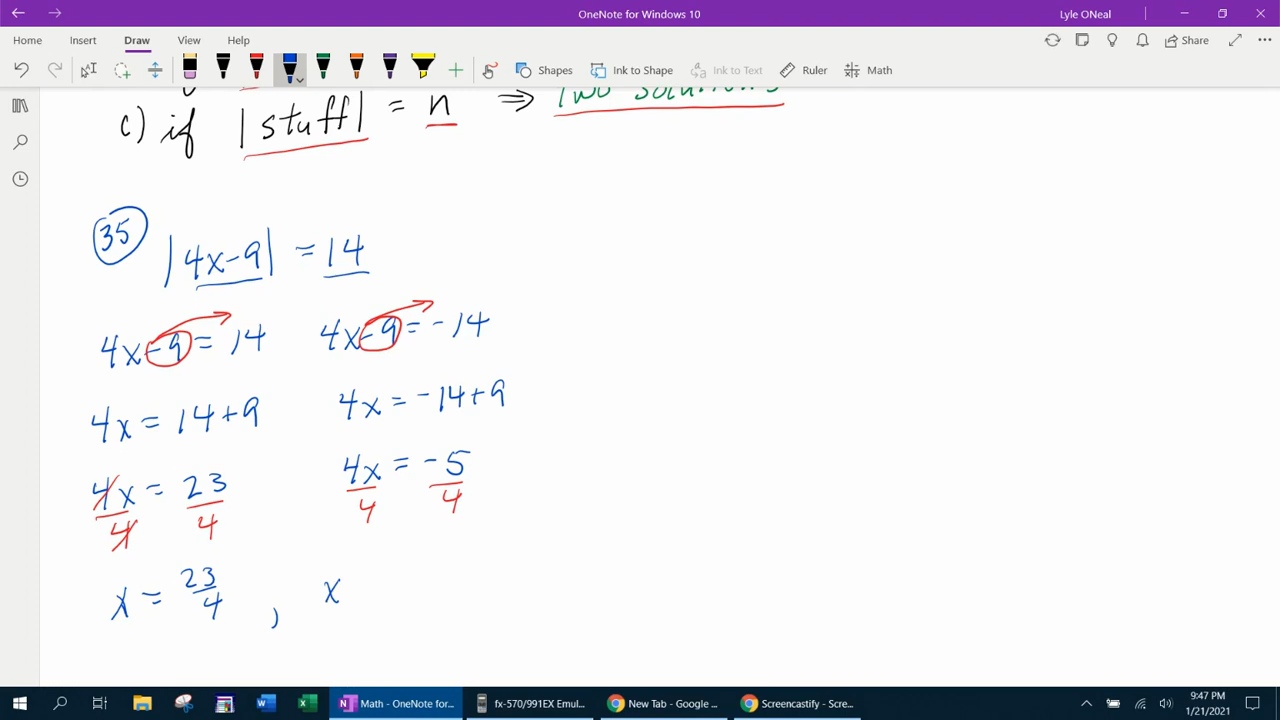 OneNote for Windows 10
Lyle ONeal
Home Insert Draw View Help
Share
Shapes Ink to Shape Ink to Text Ruler Math
Two solutions
c) if |stuff| = n ⇒
35
|4x-9| = 14
4x-9 = 14 4x-9 = -14
4x = 14+9 4x = -14+9
4x = 23 4x = -5
4 4 4 4
x = 23/4 , x
Math - OneNote for... fx-570/991EX Emul... New Tab - Google ... Screencastify - Scre...
9:47 PM
1/21/2021